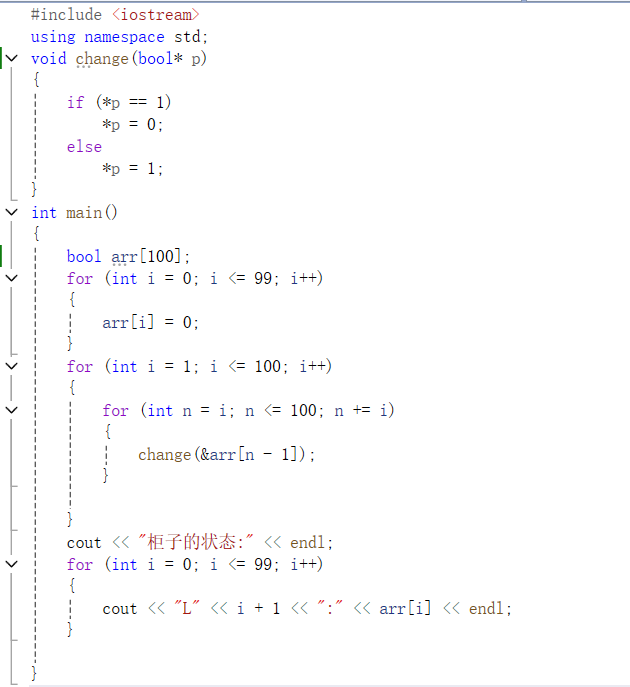 #include <iostream>
using namespace std;
void change(bool* p)
{
if (*p == 1)
*p = 0;
else
*p = 1;
}
int main()
{
bool arr[100];
for (int i = 0; i <= 99; i++)
{
arr[i] = 0;
}
for (int i = 1; i <= 100; i++)
{
for (int n = i; n <= 100; n += i)
{
change(&arr[n - 1]);
}
}
cout << "柜子的状态:" << endl;
for (int i = 0; i <= 99; i++)
{
cout << "L" << i + 1 << ":" << arr[i] << endl;
}
}